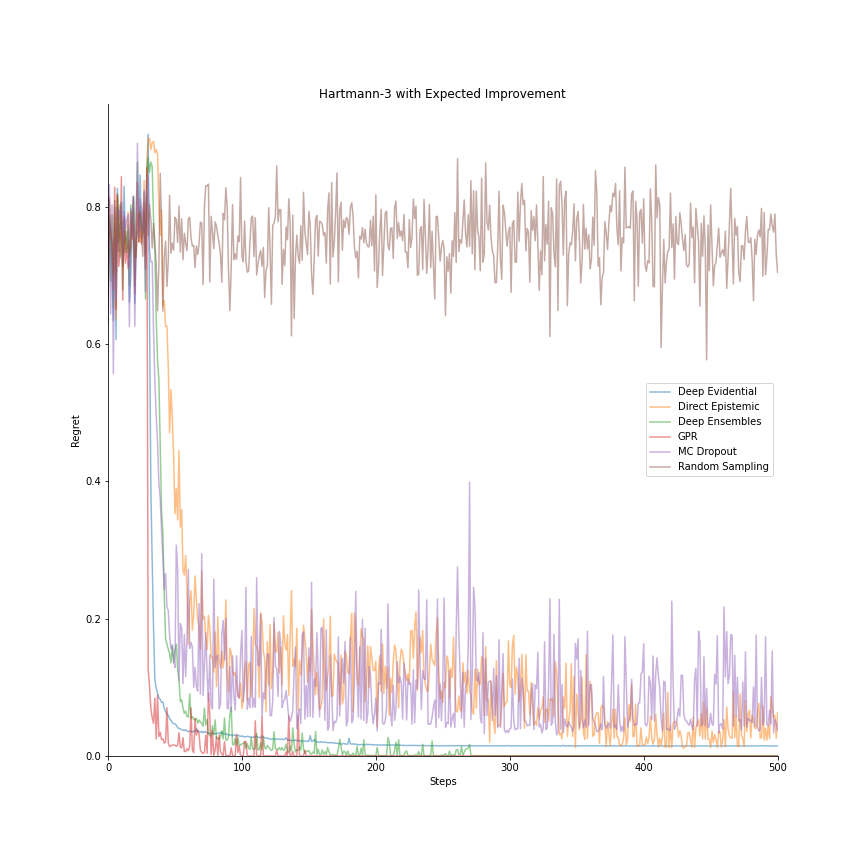 Hartmann-3 with Expected Improvement
0.8
0.6
0.4
0.2
0.0
Regret
0
100
200
300
400
500
Steps
Deep Evidential
Direct Epistemic
Deep Ensembles
GPR
MC Dropout
Random Sampling